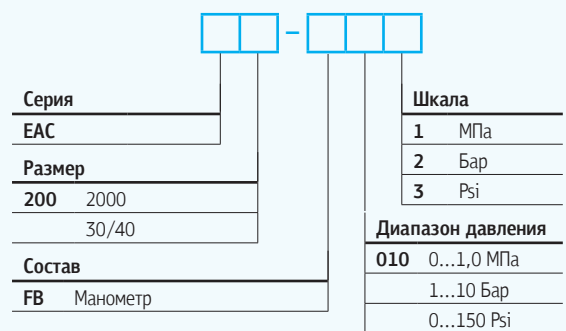 –
Серия
EAC
Размер
200 2000
30/40
Состав
FB Манометр
Шкала
1 МПа
2 Бар
3 Psi
Диапазон давления
010 0...1,0 МПа
1...10 Бар
0...150 Psi